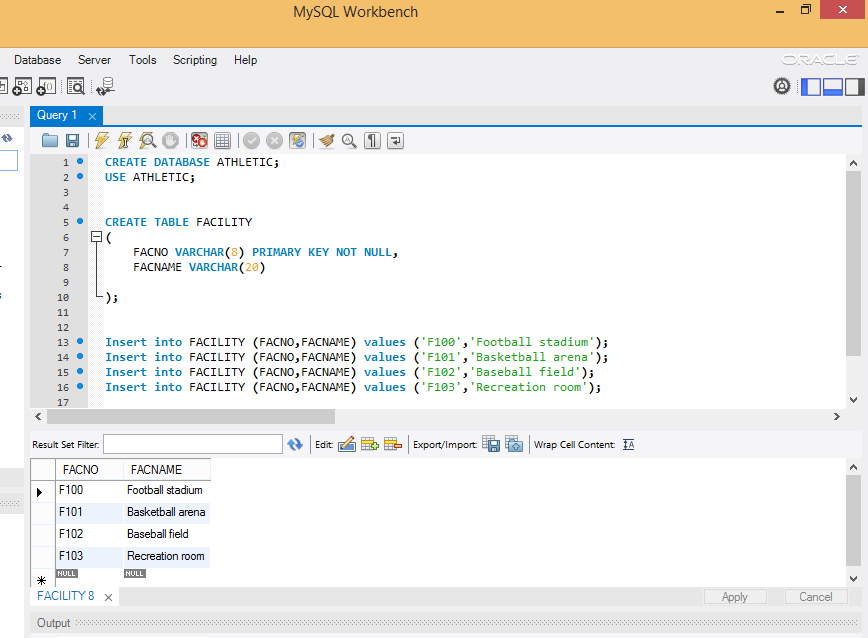 MySQL Workbench
Database Server Tools Scripting Help
ORACLE
Query 1
1 CREATE DATABASE ATHLETIC;
2 USE ATHLETIC;
3
4
5 CREATE TABLE FACILITY
6 (
7 FACNO VARCHAR(8) PRIMARY KEY NOT NULL,
8 FACNAME VARCHAR(20)
9
10 );
11
12
13 Insert into FACILITY (FACNO,FACNAME) values ('F100','Football stadium');
14 Insert into FACILITY (FACNO,FACNAME) values ('F101','Basketball arena');
15 Insert into FACILITY (FACNO,FACNAME) values ('F102','Baseball field');
16 Insert into FACILITY (FACNO,FACNAME) values ('F103','Recreation room');
17
Result Set Filter: Edit: Export/Import: Wrap Cell Content:
FACNO FACNAME
F100 Football stadium
F101 Basketball arena
F102 Baseball field
F103 Recreation room
NULL NULL
FACILITY 8 Apply Cancel
Output